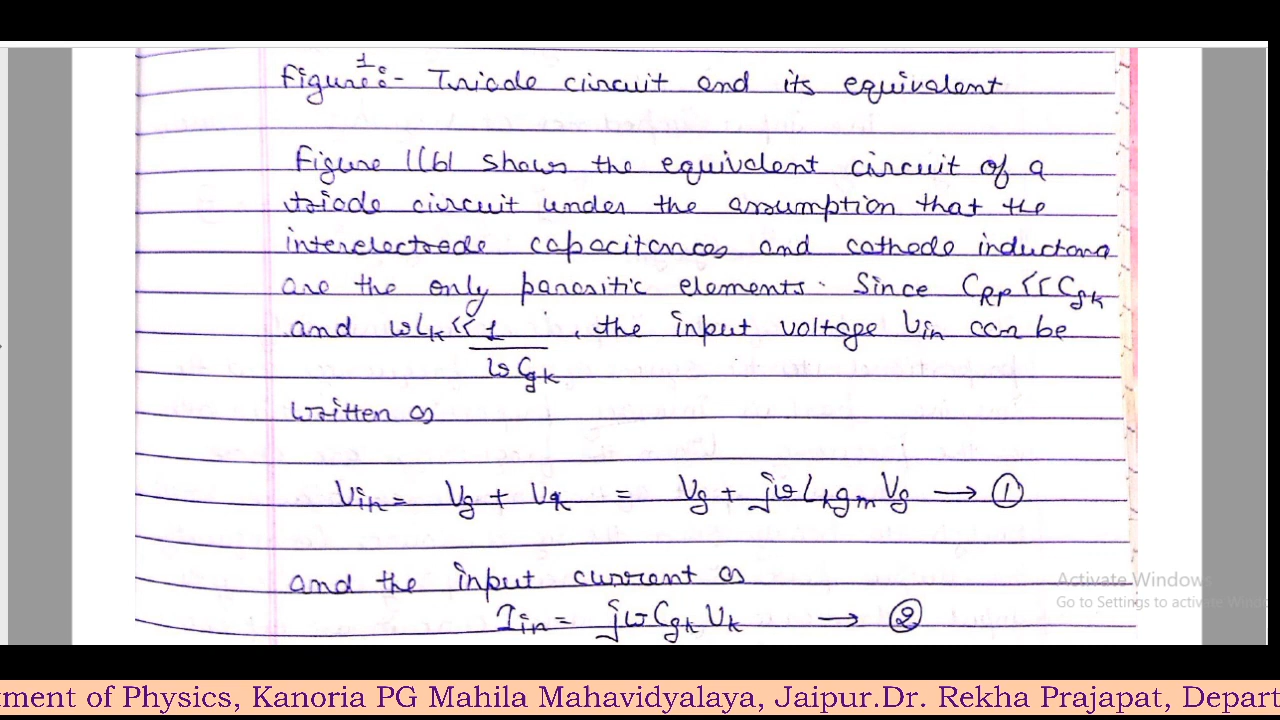 Figure 1:- Triode circuit and its equivalent
Figure 1(b) shows the equivalent circuit of a
triode circuit under the assumption that the
interelectrode capacitances and cathode inductance
are the only parasitic elements. Since Cgp << Cgk
and ωLk << 1/ωCgk, the input voltage Vin can be
written as
Vin = Vg + Vk = Vg + jωLkgmVg → ①
and the input current as
Iin = jωCgkVk → ②
Activate Windows
Go to Settings to activate Windows
tment of Physics, Kanoria PG Mahila Mahavidyalaya, Jaipur.Dr. Rekha Prajapat, Depart